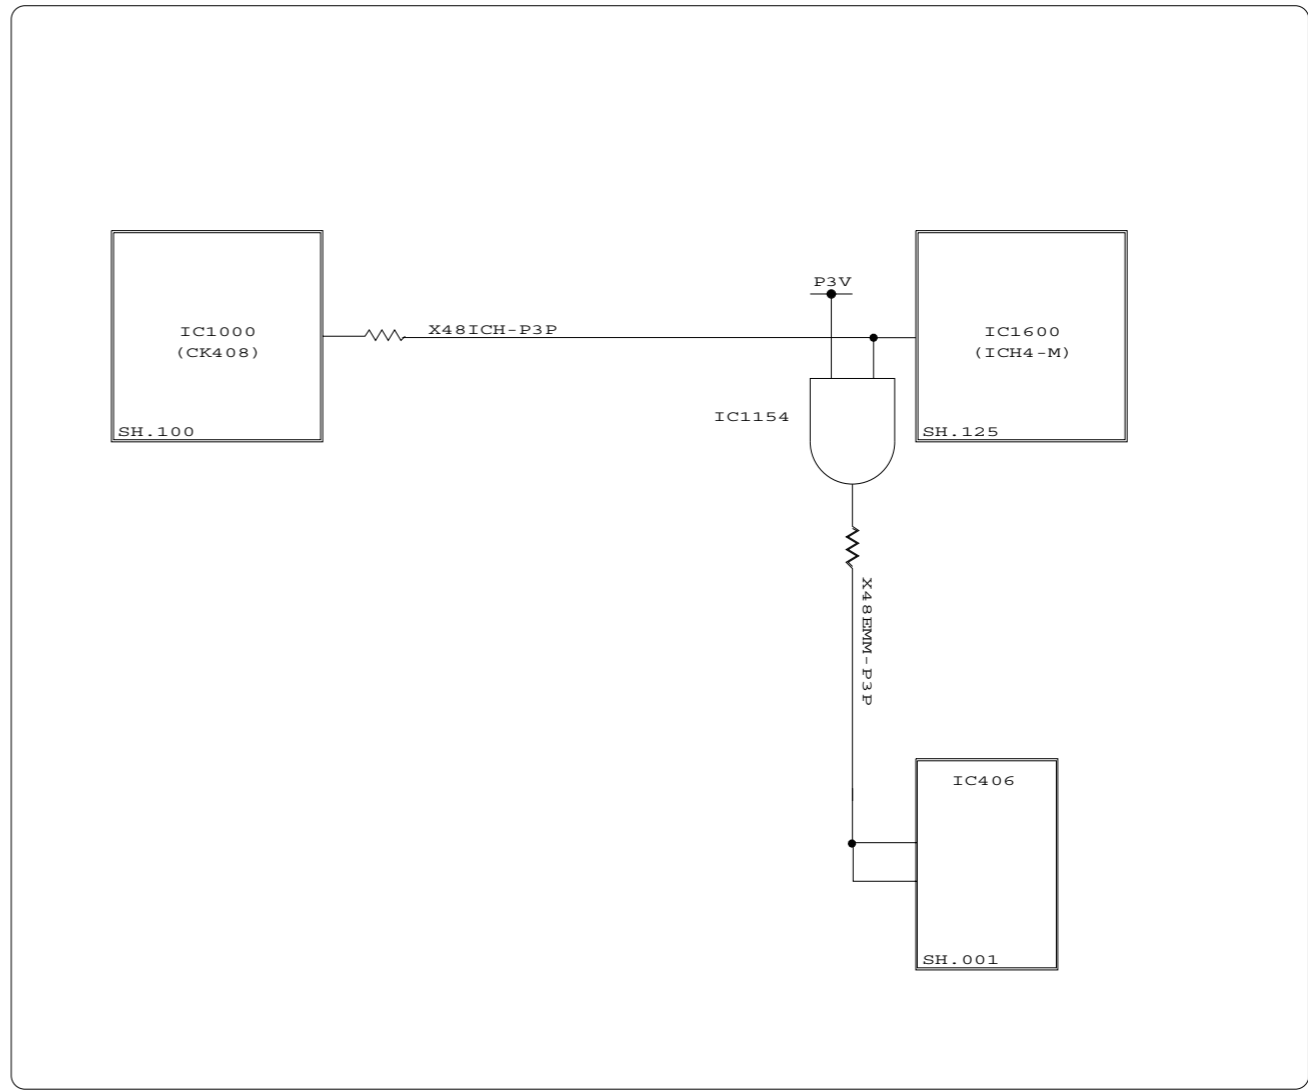 P3V
IC1000
(CK408)
X48ICH-P3P
IC1600
(ICH4-M)
IC1154
SH.100
SH.125
X48EMM-P3P
IC406
SH.001